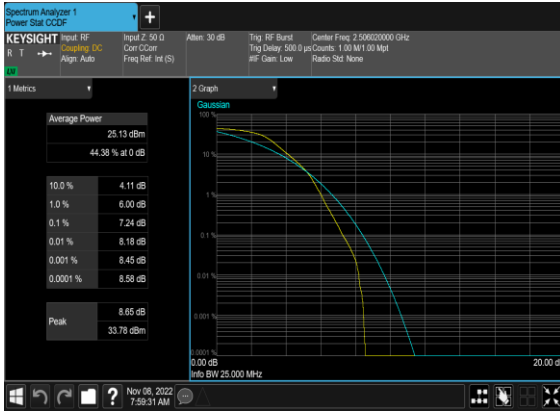 Spectrum Analyzer 1
Power Stat CCDF
KEYSIGHT
R T
LXI
Input: RF
Coupling: DC
Align: Auto
Input Z: 50 Ω
Corr CCorr
Freq Ref: Int (S)
Atten: 30 dB
Trig: RF Burst
Trig Delay: 500.0 µs
#IF Gain: Low
Center Freq: 2.506020000 GHz
Counts: 1.00 M/1.00 Mpt
Radio Std: None
1 Metrics
Average Power
25.13 dBm
44.38 % at 0 dB
10.0 % 4.11 dB
1.0 % 6.00 dB
0.1 % 7.24 dB
0.01 % 8.18 dB
0.001 % 8.45 dB
0.0001 % 8.58 dB
Peak
8.65 dB
33.78 dBm
2 Graph
Gaussian
100 %
10 %
1 %
0.1 %
0.01 %
0.001 %
0.0001 %
0.00 dB
20.00 d
Info BW 25.000 MHz
?
Nov 08, 2022
7:59:31 AM